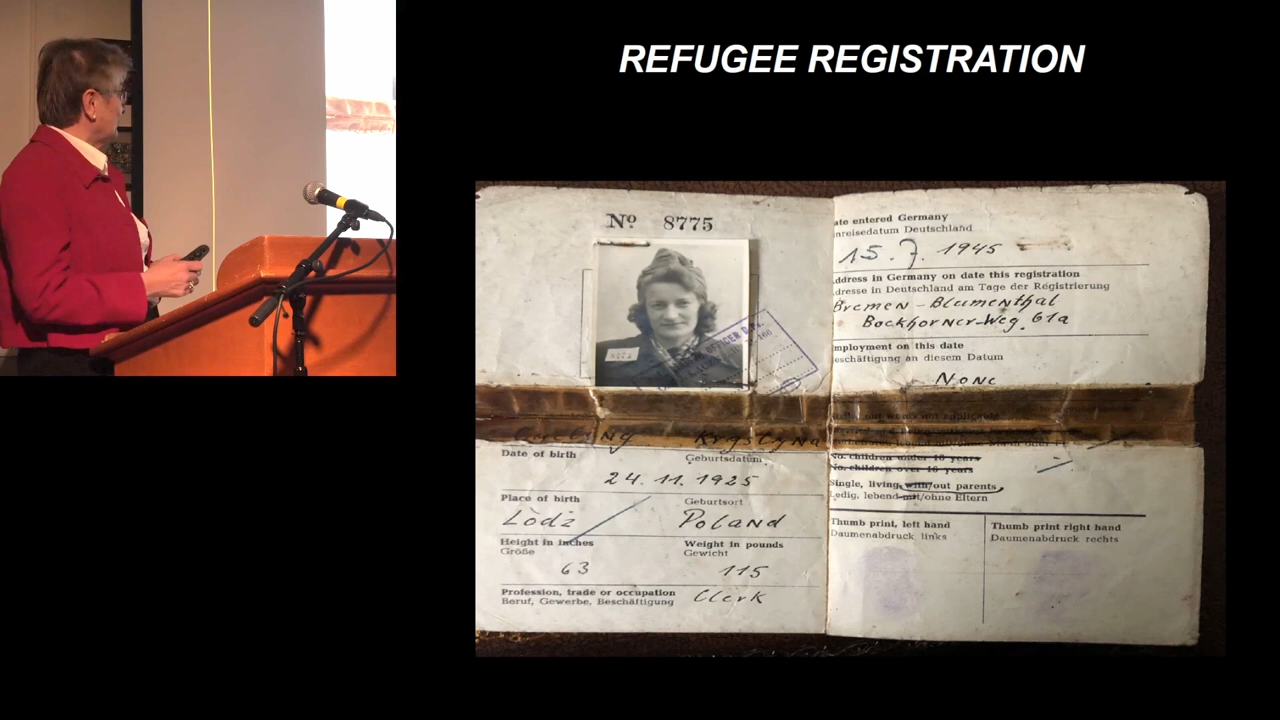 REFUGEE REGISTRATION
Nº 8775
Krystyna
Date of birth Geburtsdatum
24. 11. 1925
Place of birth Geburtsort
Lòdz Poland
Height in inches Weight in pounds
Größe Gewicht
63 115
Profession, trade or occupation Clerk
Beruf, Gewerbe, Beschäftigung
ate entered Germany
inreisedatum Deutschland
15. 7. 1945
ddress in Germany on date this registration
dresse in Deutschland am Tage der Registrierung
Bremen - Blumenthal
Bockhorner-Weg. 61a
mployment on this date
eschäftigung an diesem Datum
None
No. children under 16 years
No. children over 16 years
Single, living with/out parents
Ledig, lebend mit/ohne Eltern
Thumb print, left hand Thumb print right hand
Daumenabdruck links Daumenabdruck rechts